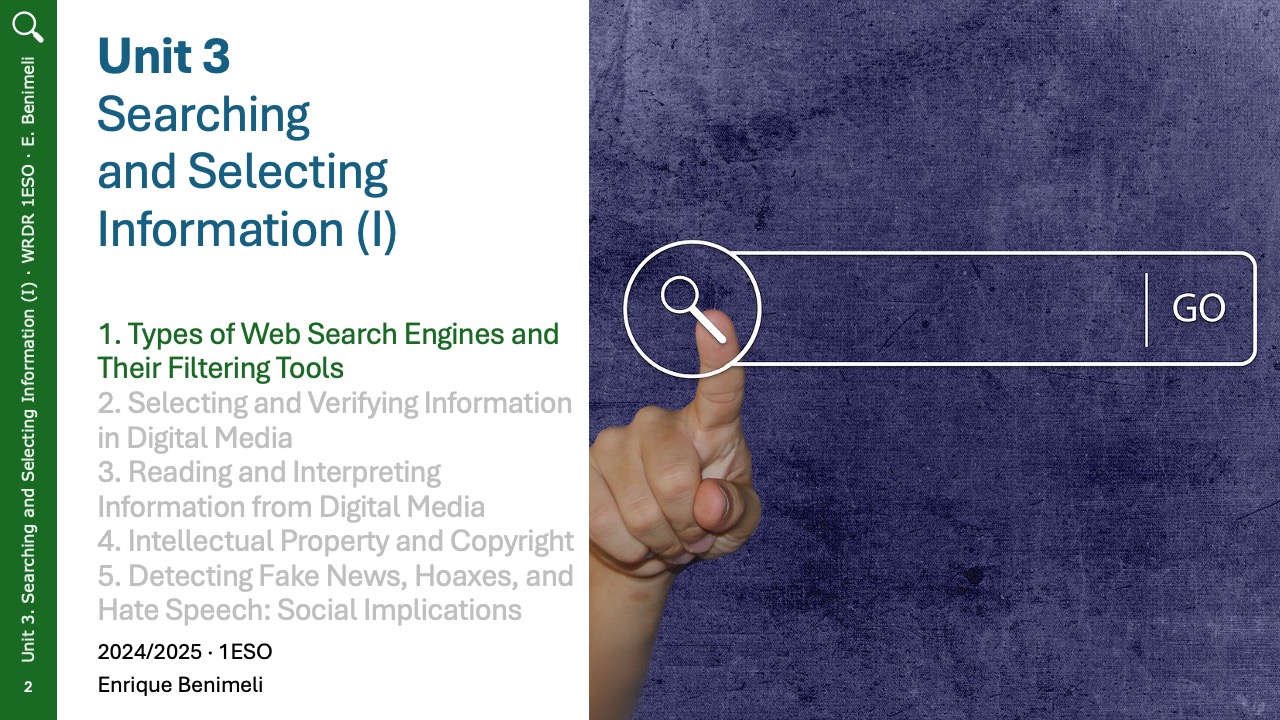 Unit 3. Searching and Selecting Information (I) · WRDR 1ESO · E. Benimeli
2
Unit 3
Searching
and Selecting
Information (I)
1. Types of Web Search Engines and
Their Filtering Tools
2. Selecting and Verifying Information
in Digital Media
3. Reading and Interpreting
Information from Digital Media
4. Intellectual Property and Copyright
5. Detecting Fake News, Hoaxes, and
Hate Speech: Social Implications
2024/2025 · 1ESO
Enrique Benimeli
GO